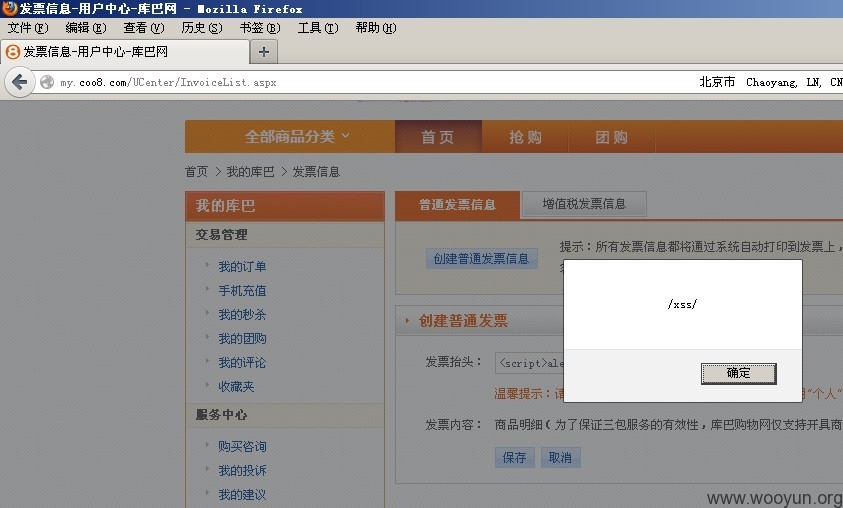 发票信息-用户中心-库巴网 - Mozilla Firefox
文件(F) 编辑(E) 查看(V) 历史(S) 书签(B) 工具(T) 帮助(H)
发票信息-用户中心-库巴网
my.coo8.com/UCenter/InvoiceList.aspx 北京市 Chaoyang, LN, CN
全部商品分类 首页 抢购 团购
首页 > 我的库巴 > 发票信息
我的库巴 普通发票信息 增值税发票信息
交易管理
提示：所有发票信息都将通过系统自动打印到发票上，
创建普通发票信息
我的订单
手机充值
/xss/
我的秒杀
创建普通发票
我的团购
我的评论
发票抬头： <script>ale
确定
收藏夹
温馨提示： "个人"
服务中心
发票内容： 商品明细(为了保证三包服务的有效性，库巴购物网仅支持开具商
购买咨询
保存 取消
我的投诉
我的建议
www.wooyun.org